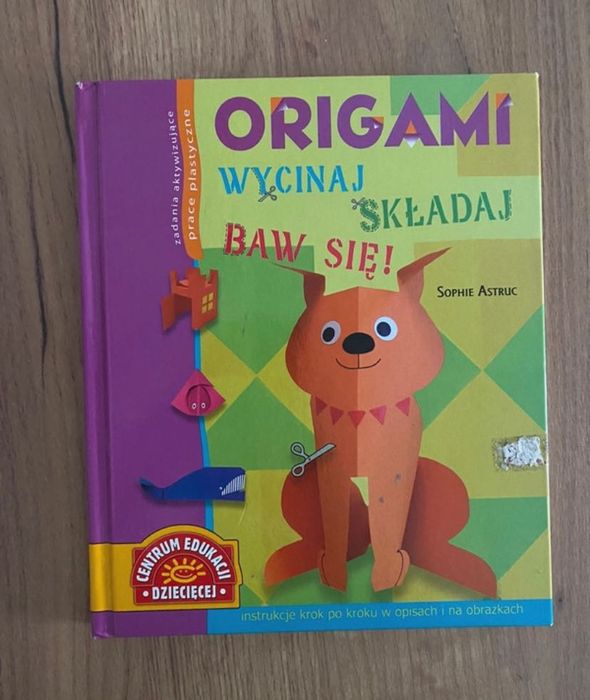 zadania aktywizujące
prace plastyczne
ORIGAMI
WYCINAJ
SKŁADAJ
BAW SIĘ!
SOPHIE ASTRUC
CENTRUM EDUKACJI
• DZIECIĘCEJ •
instrukcje krok po kroku w opisach i na obrazkach